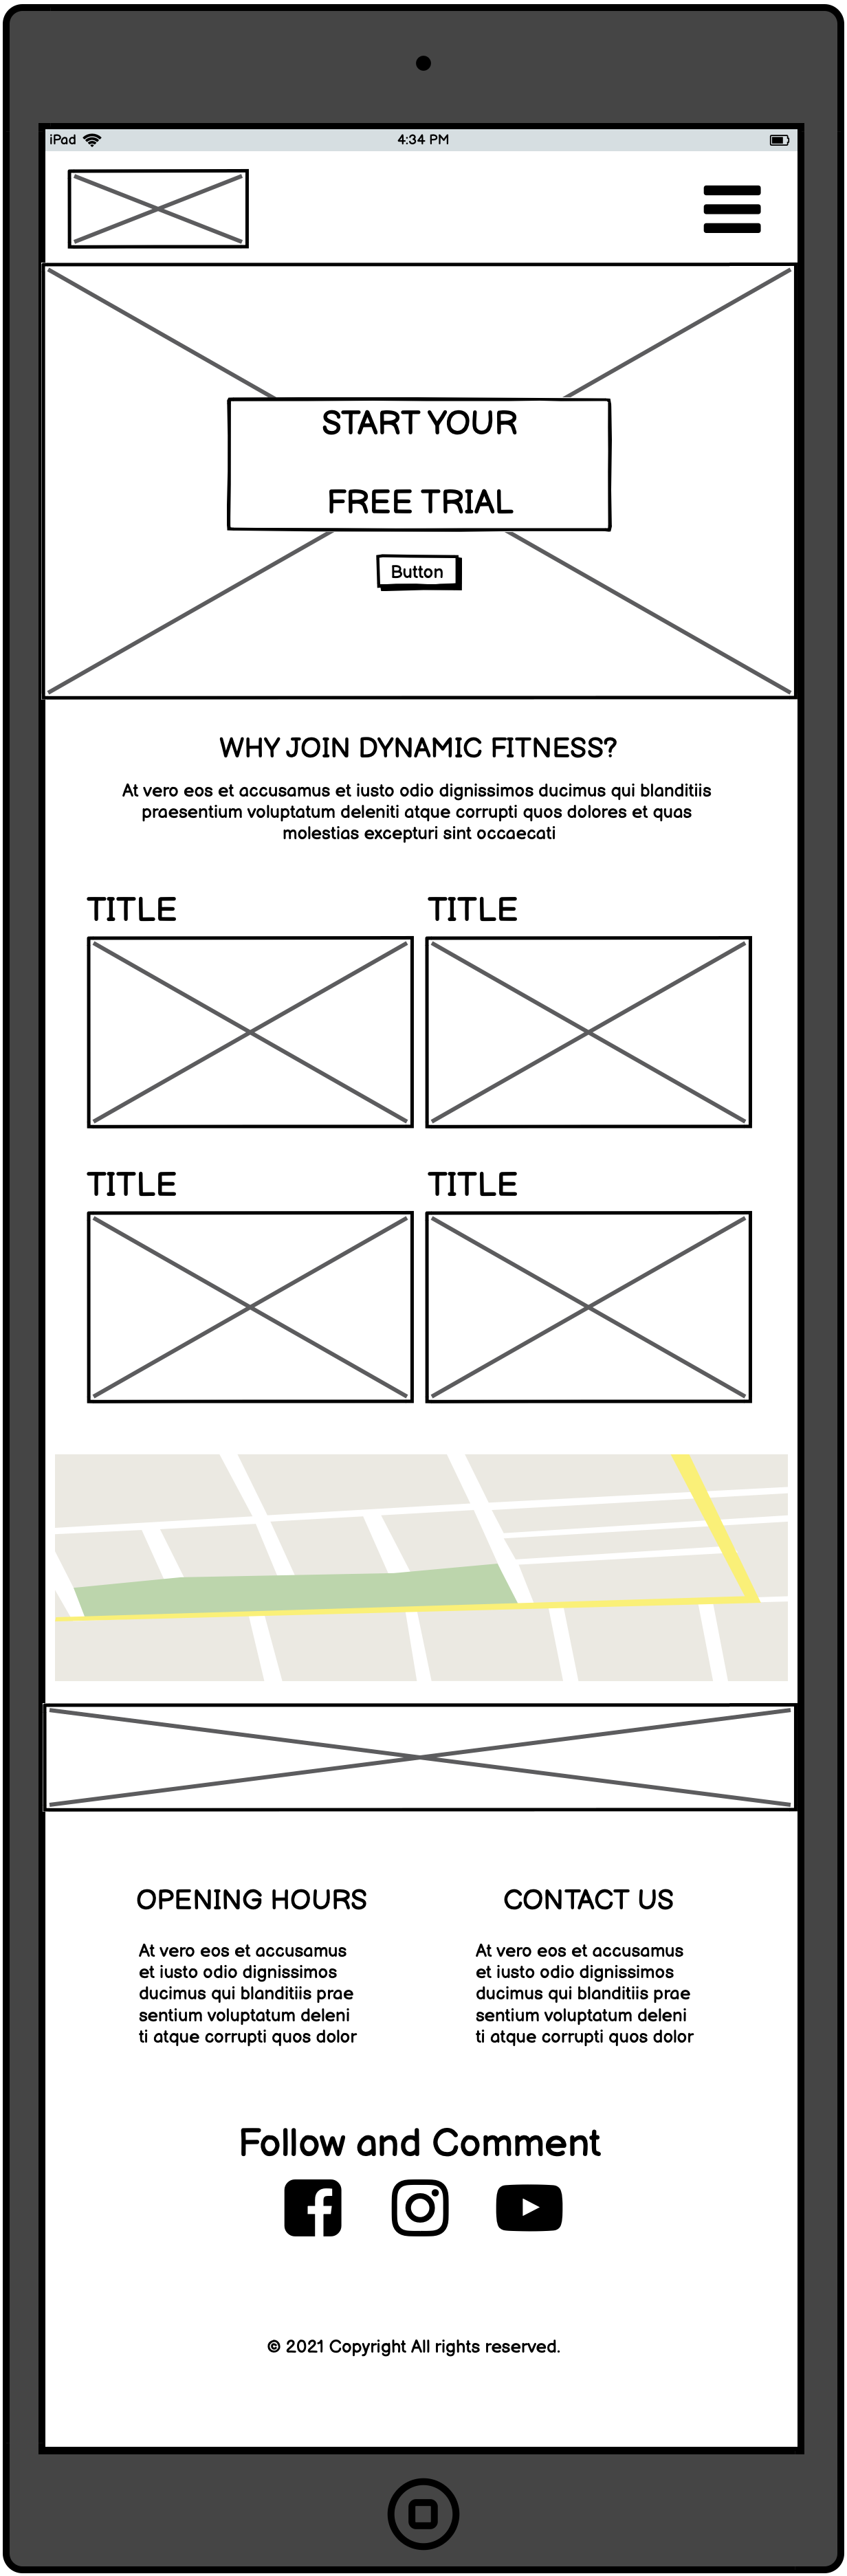 iPad
4:34 PM
START YOUR
FREE TRIAL
Button
WHY JOIN DYNAMIC FITNESS?
At vero eos et accusamus et iusto odio dignissimos ducimus qui blanditiis
praesentium voluptatum deleniti atque corrupti quos dolores et quas
molestias excepturi sint occaecati
TITLE
TITLE
TITLE
TITLE
OPENING HOURS
At vero eos et accusamus
et iusto odio dignissimos
ducimus qui blanditiis prae
sentium voluptatum deleni
ti atque corrupti quos dolor
CONTACT US
At vero eos et accusamus
et iusto odio dignissimos
ducimus qui blanditiis prae
sentium voluptatum deleni
ti atque corrupti quos dolor
Follow and Comment
© 2021 Copyright All rights reserved.